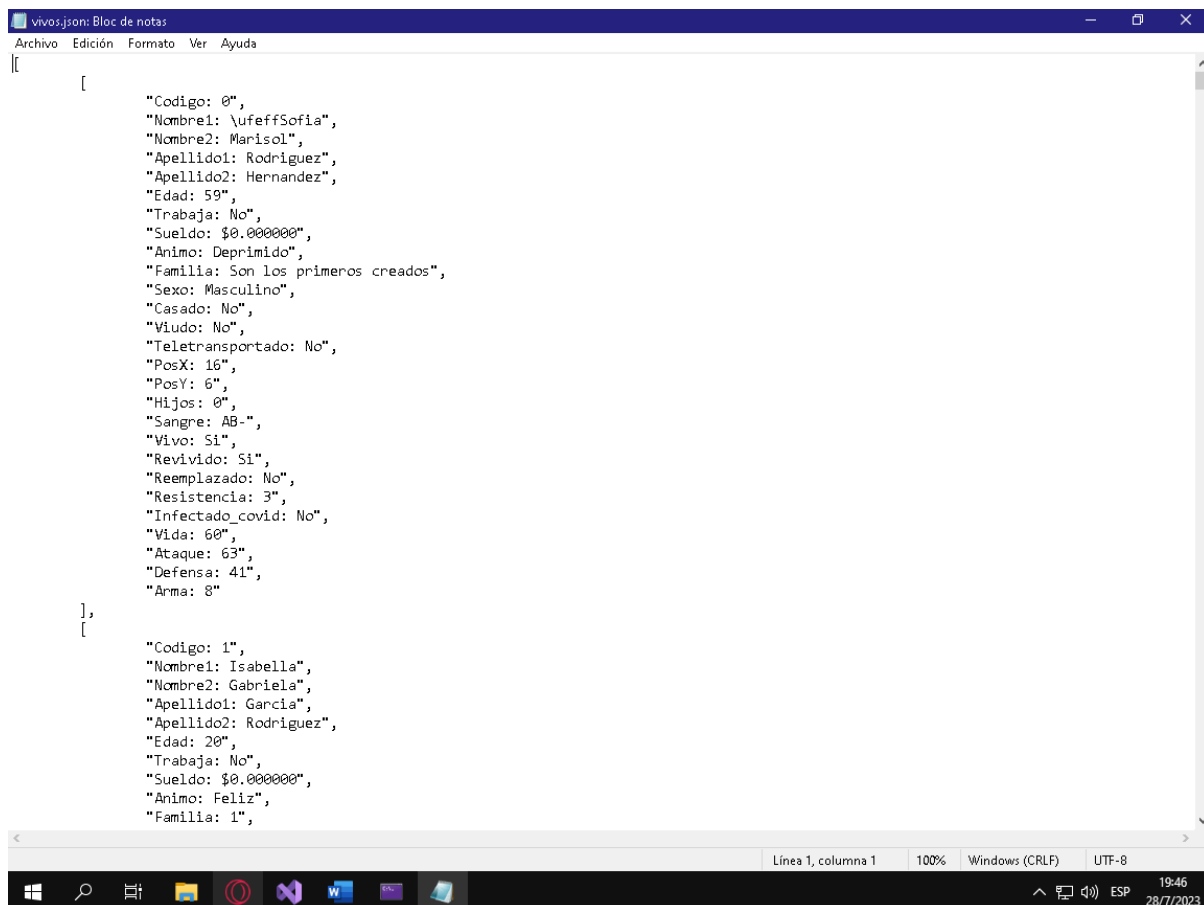 vivos.json: Bloc de notas
Archivo Edición Formato Ver Ayuda
[
[
"Codigo: 0",
"Nombre1: \ufeffSofia",
"Nombre2: Marisol",
"Apellido1: Rodriguez",
"Apellido2: Hernandez",
"Edad: 59",
"Trabaja: No",
"Sueldo: $0.000000",
"Animo: Deprimido",
"Familia: Son los primeros creados",
"Sexo: Masculino",
"Casado: No",
"Viudo: No",
"Teletransportado: No",
"PosX: 16",
"PosY: 6",
"Hijos: 0",
"Sangre: AB-",
"Vivo: Si",
"Revivido: Si",
"Reemplazado: No",
"Resistencia: 3",
"Infectado_covid: No",
"Vida: 60",
"Ataque: 63",
"Defensa: 41",
"Arma: 8"
],
[
"Codigo: 1",
"Nombre1: Isabella",
"Nombre2: Gabriela",
"Apellido1: Garcia",
"Apellido2: Rodriguez",
"Edad: 20",
"Trabaja: No",
"Sueldo: $0.000000",
"Animo: Feliz",
"Familia: 1",
Línea 1, columna 1 100% Windows (CRLF) UTF-8
ESP 19:46
28/7/2023